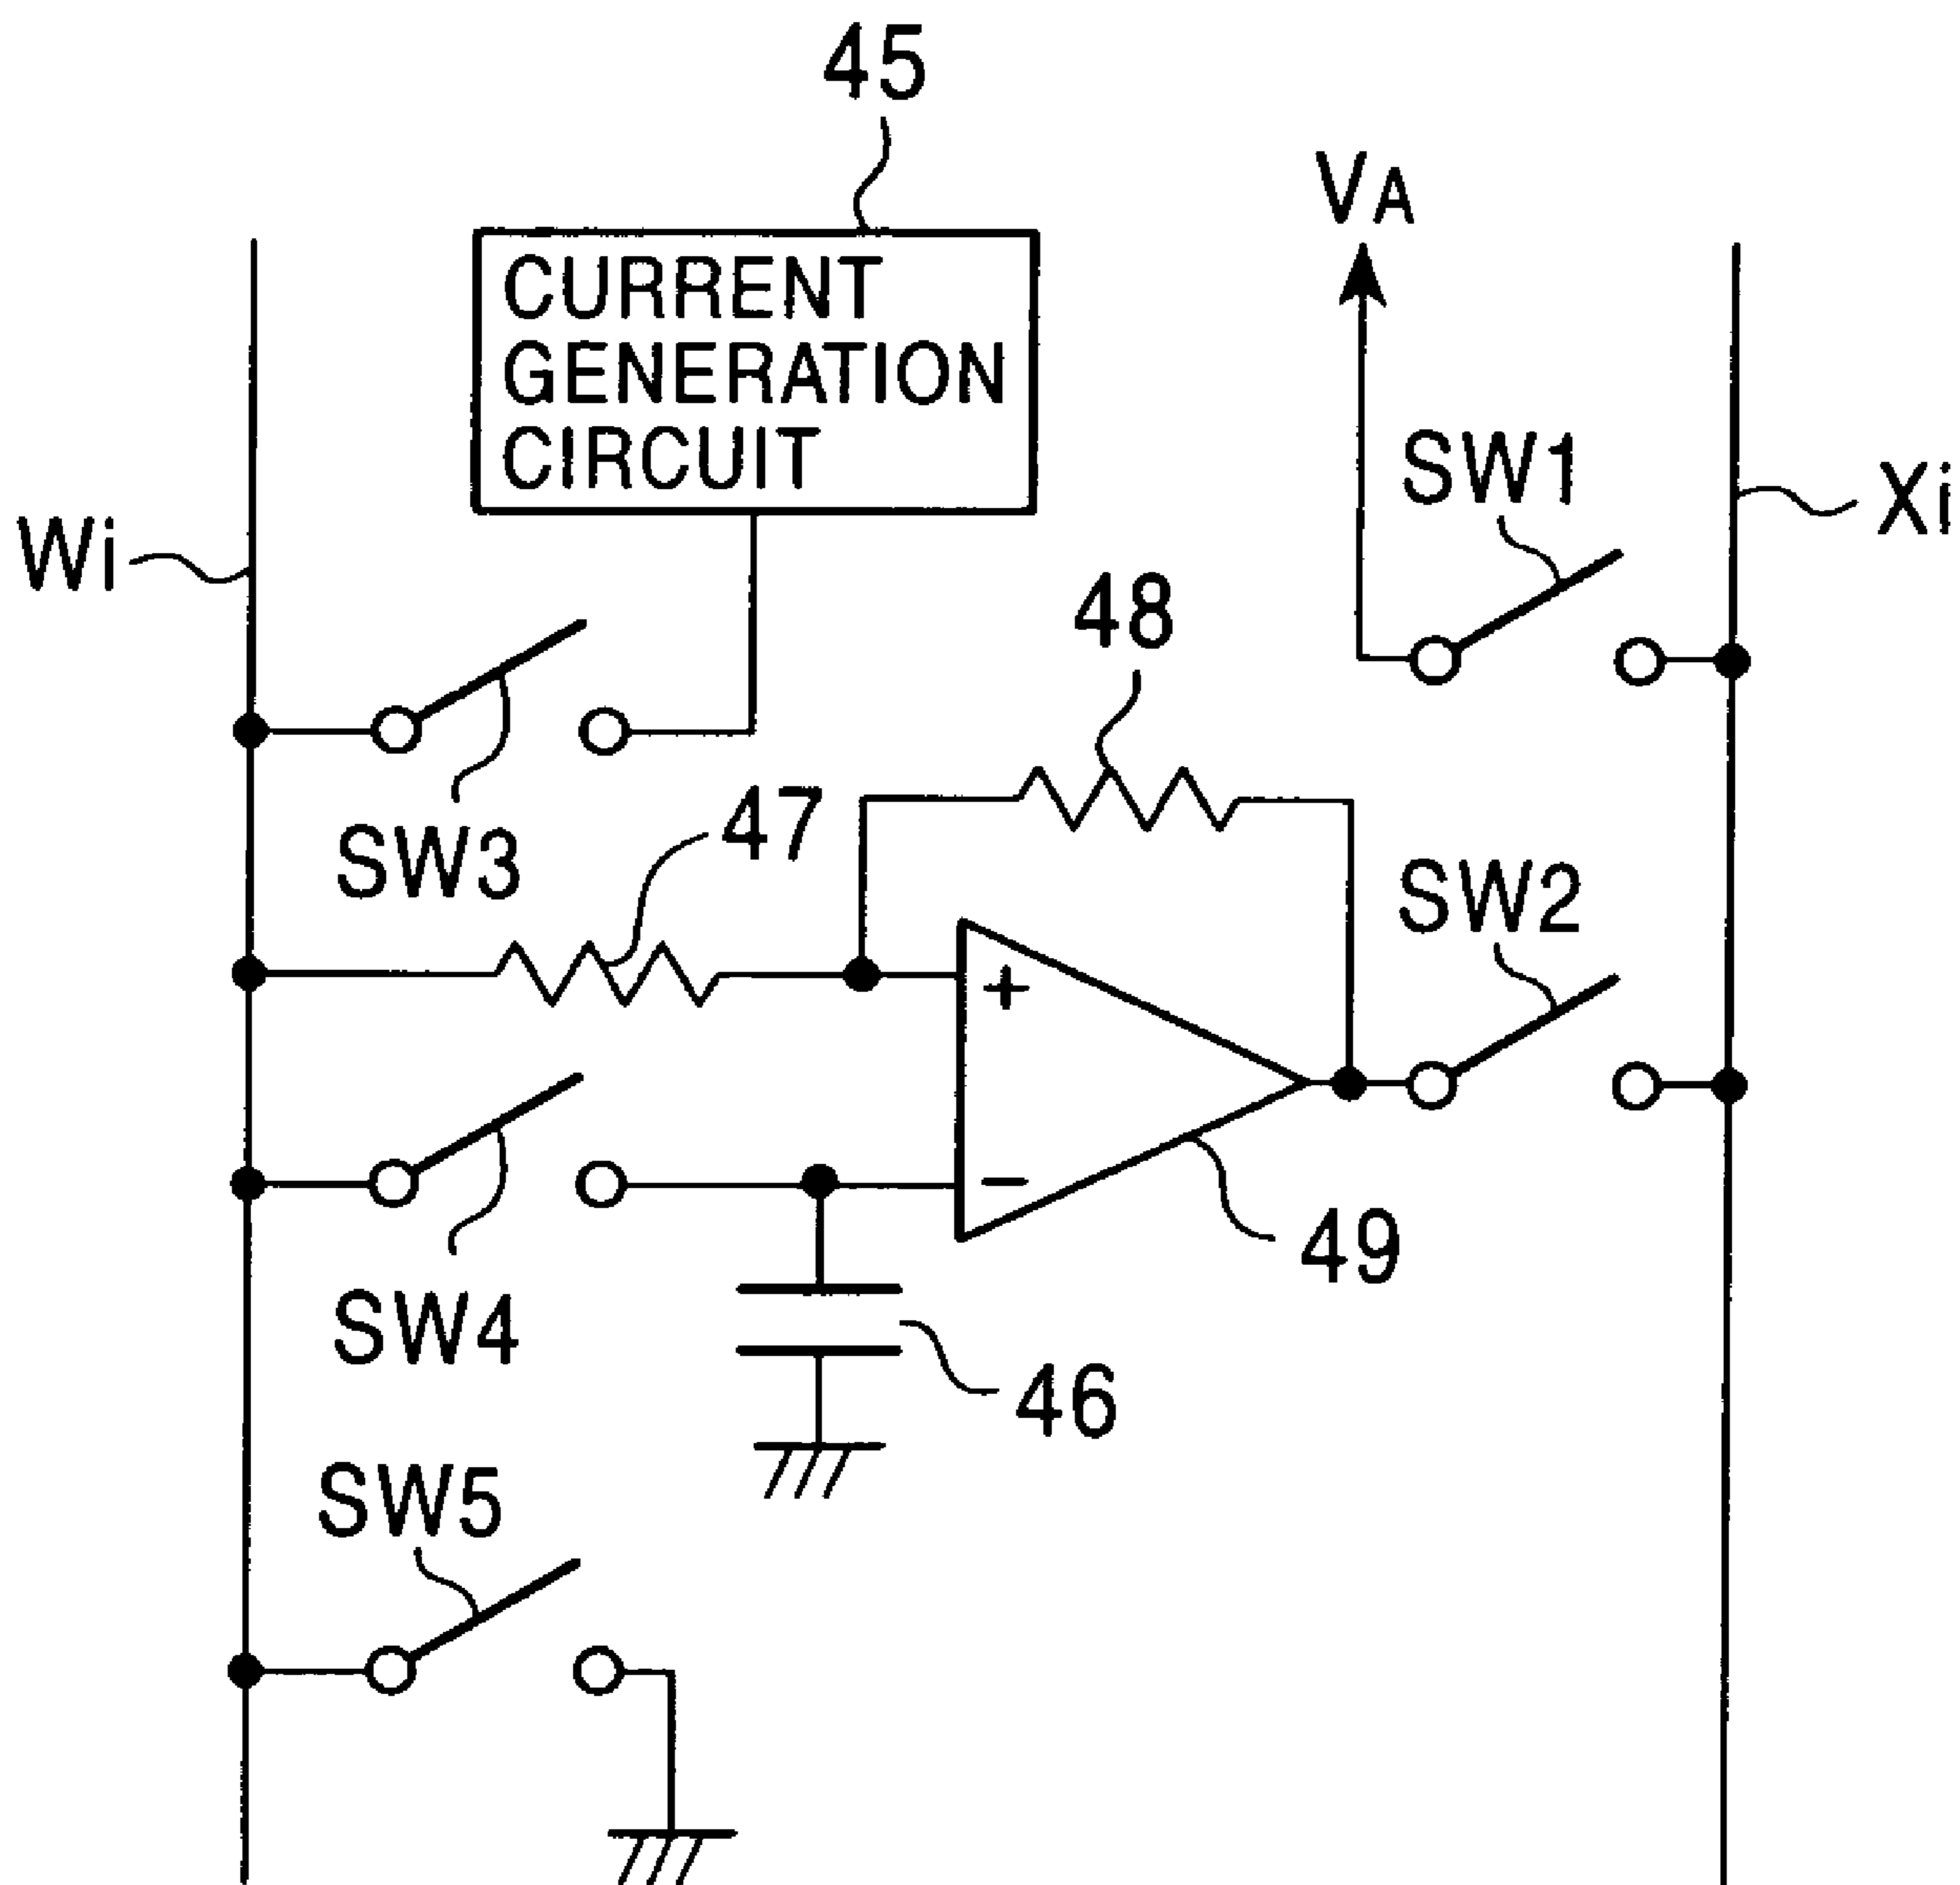 45
VA
CURRENT
GENERATION
CIRCUIT
SW1
Xi
Wi
48
SW3
47
SW2
+
−
49
SW4
46
SW5